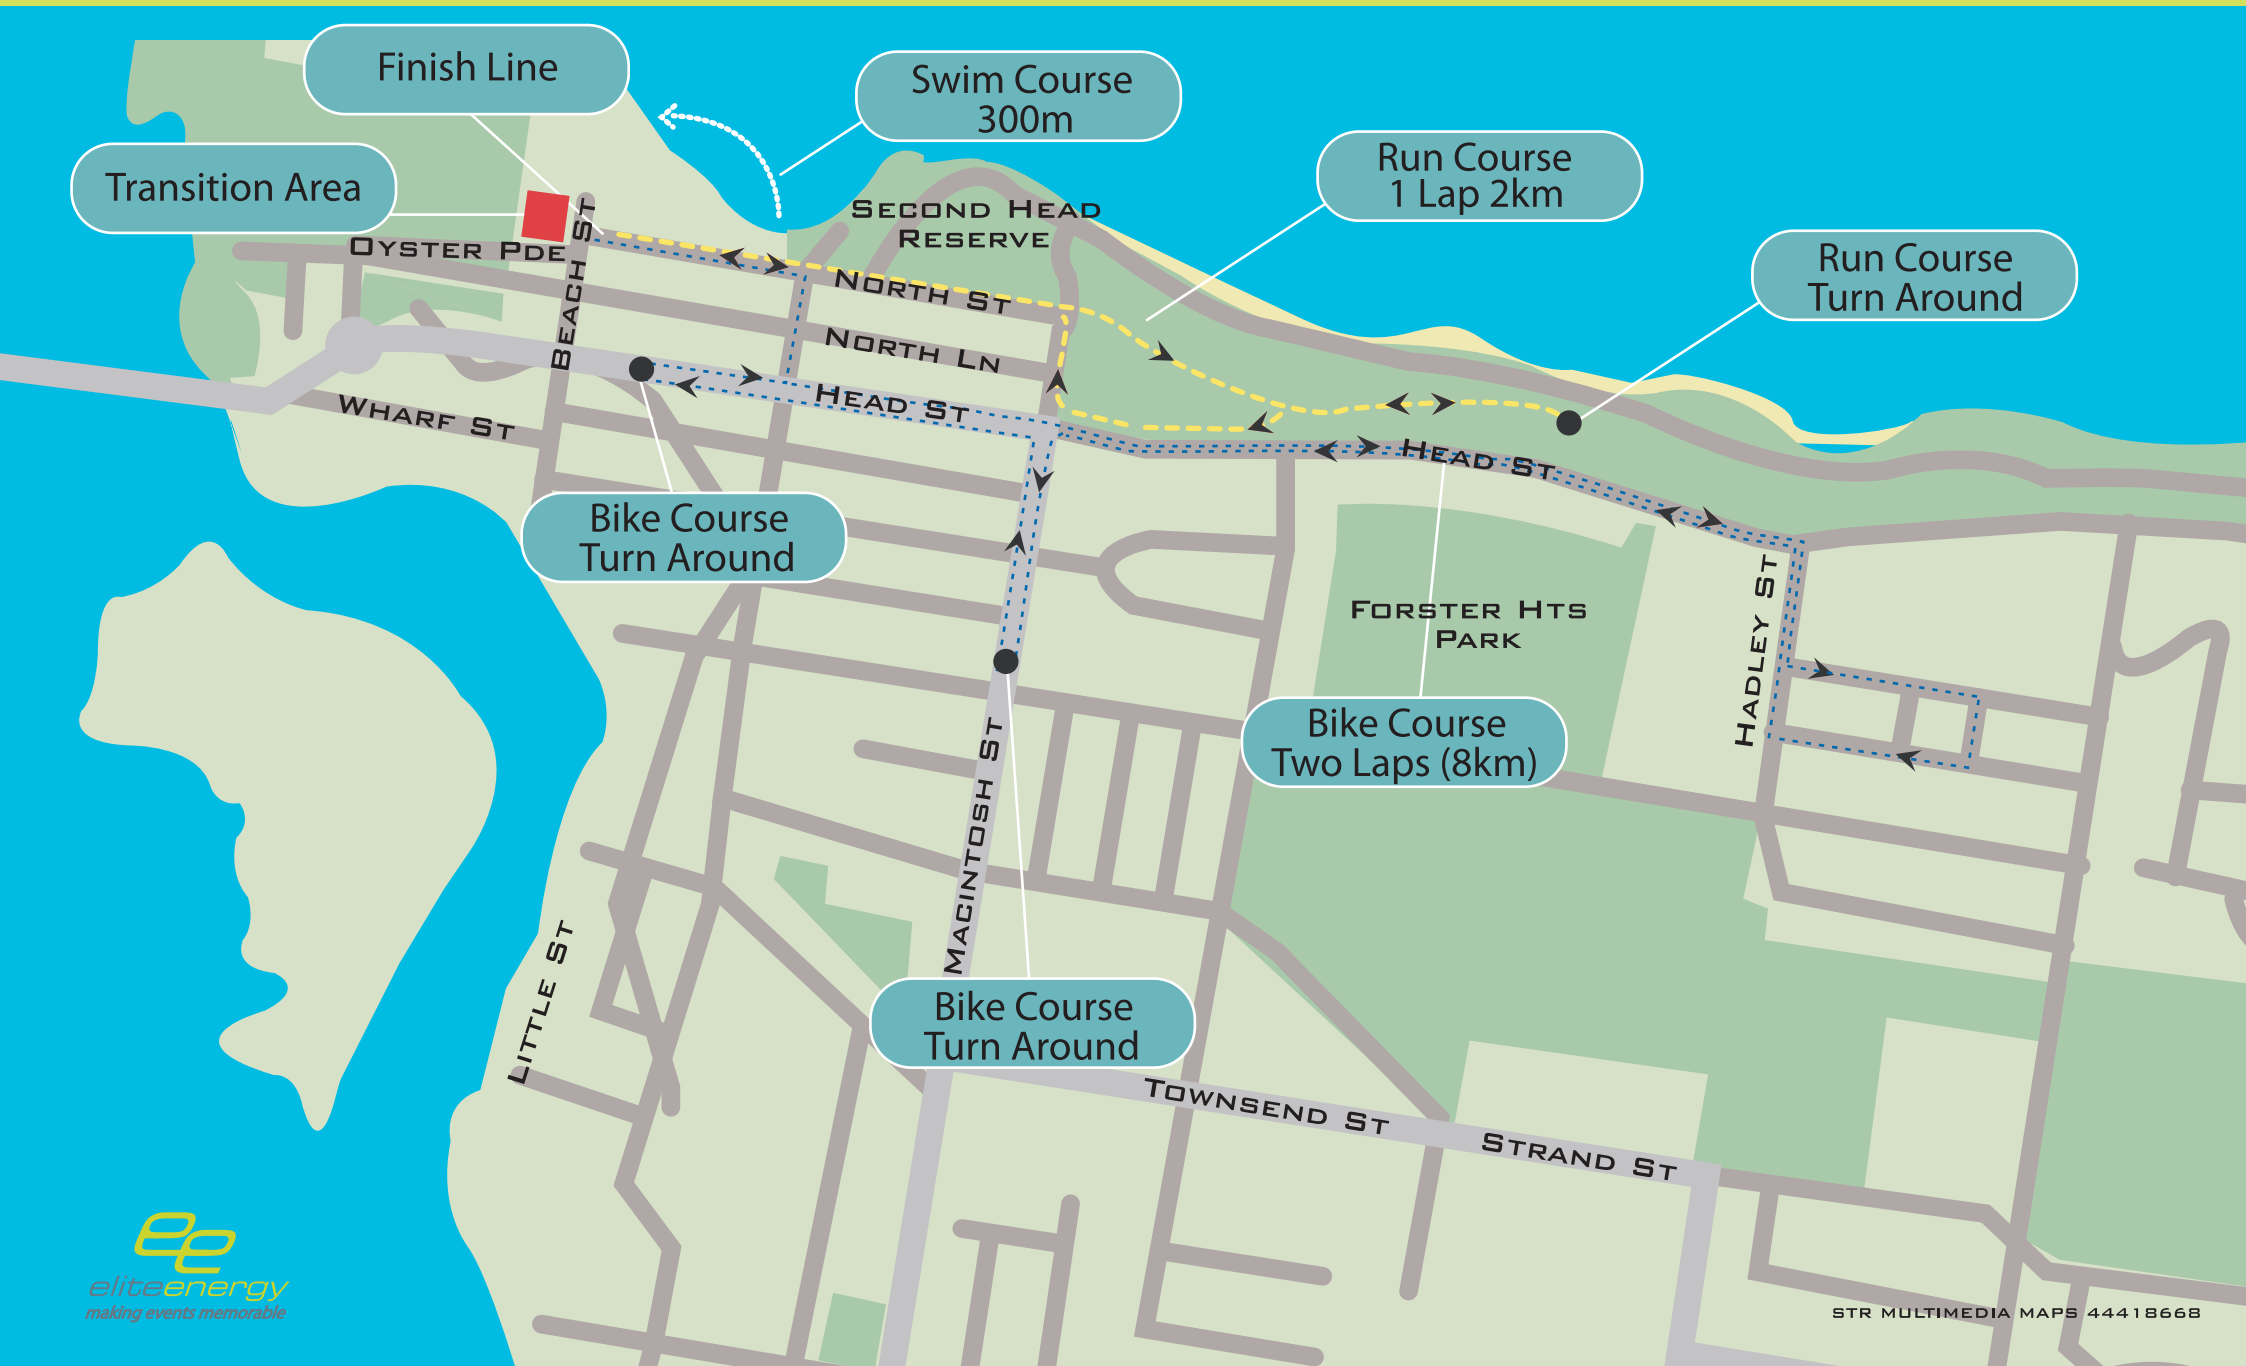 Finish Line
Swim Course
300m
Run Course
1 Lap 2km
Transition Area
Second Head
Reserve
Run Course
Turn Around
Oyster Pde
Beach St
North St
North Ln
Head St
Wharf St
Head St
Bike Course
Turn Around
Forster Hts
Park
Hadley St
Bike Course
Two Laps (8km)
Macintosh St
Little St
Bike Course
Turn Around
Townsend St
Strand St
ee
eliteenergy
making events memorable
STR Multimedia Maps 44418668